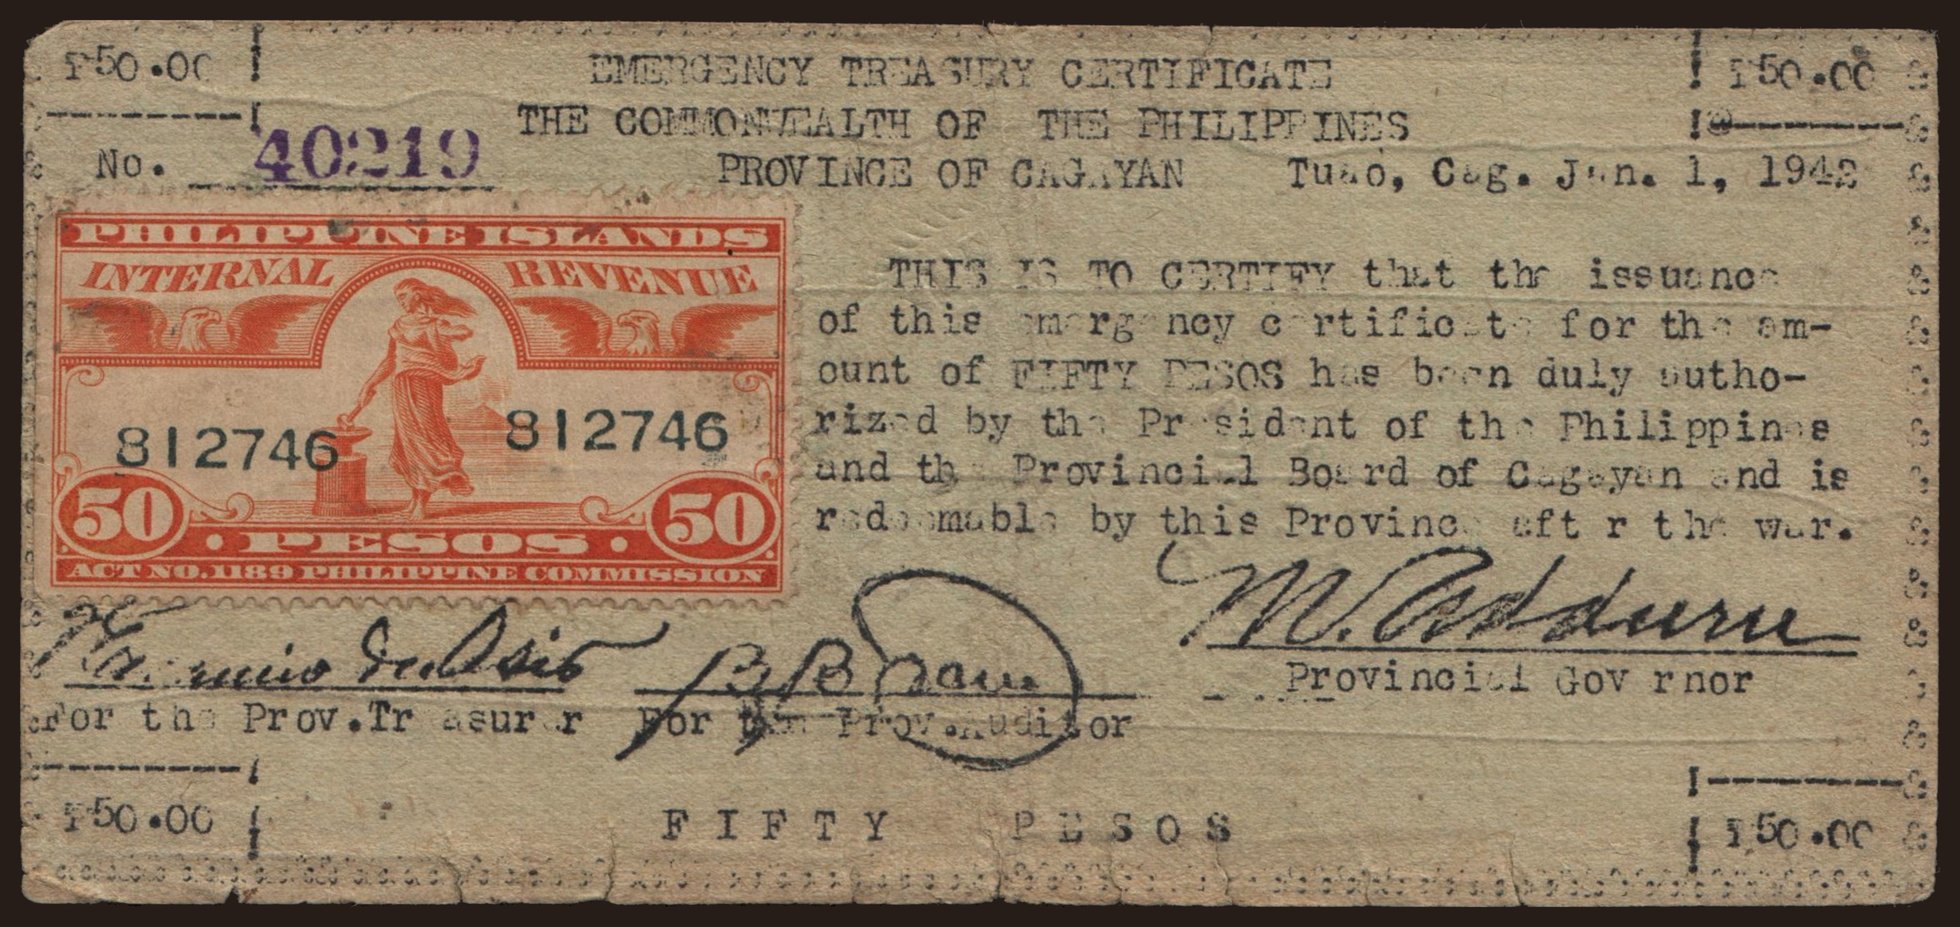 ₱50.00 ₱50.00
EMERGENCY TREASURY CERTIFICATE
THE COMMONWEALTH OF THE PHILIPPINES
No. 40219
PROVINCE OF CAGAYAN Tuao, Cag. Jan. 1, 1942
PHILIPPINE ISLANDS
INTERNAL REVENUE
812746 812746
50 PESOS 50
ACT NO. 1189 PHILIPPINE COMMISSION
THIS IS TO CERTIFY that the issuance
of this emergency certificate for the am-
ount of FIFTY PESOS has been duly autho-
rized by the President of the Philippines
and the Provincial Board of Cagayan and is
redeemable by this Province after the war.
M. Adduru
Provincial Governor
For the Prov.Treasurer For the Prov.Auditor
₱50.00 FIFTY PESOS ₱50.00